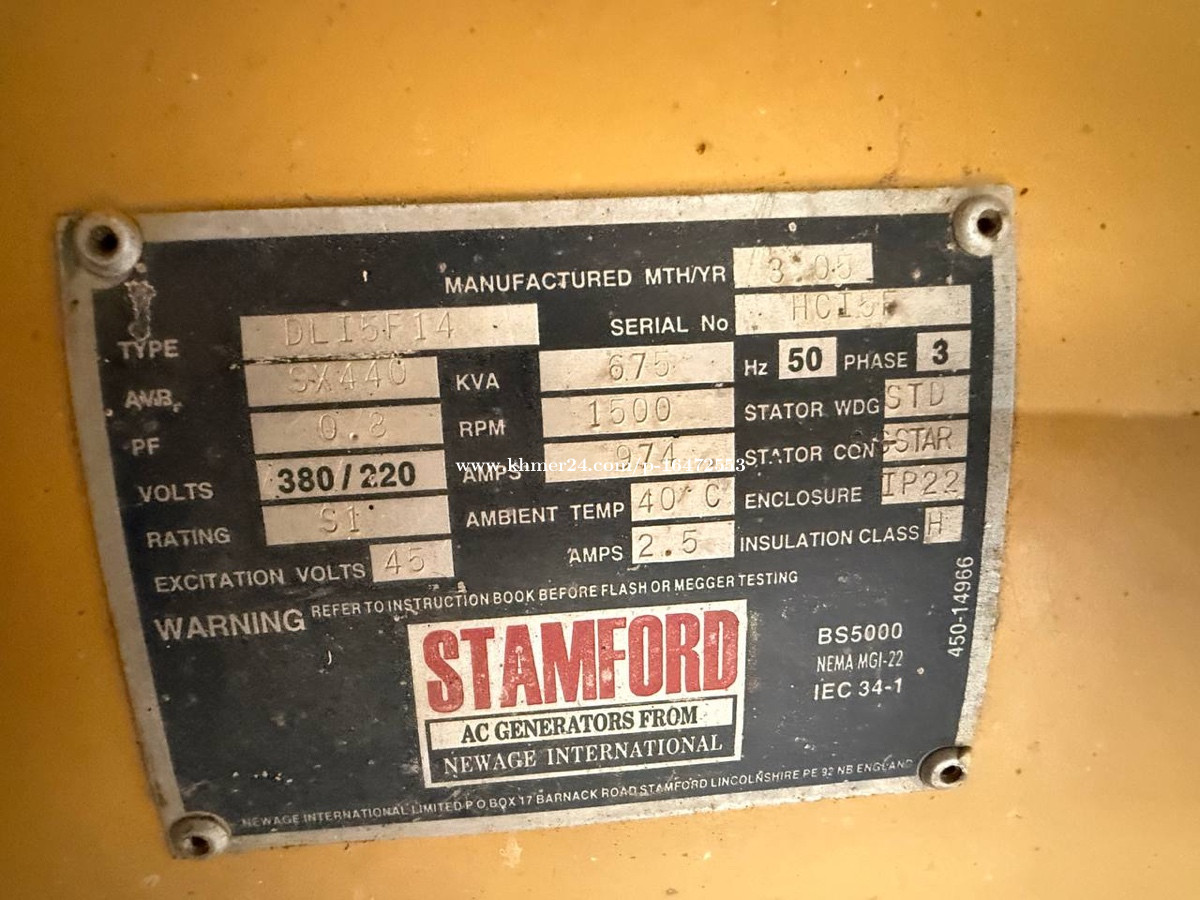 MANUFACTURED MTH/YR 3.05
TYPE DLI5F14 SERIAL No HCI5F
AVR. SX440 KVA 675 Hz 50 PHASE 3
PF 0.8 RPM 1500 STATOR WDG STD
VOLTS 380/220 AMPS 974 STATOR CON SSTAR
www.khmer24.com/p-16472553
RATING S1 AMBIENT TEMP 40°C ENCLOSURE IP22
EXCITATION VOLTS 45 AMPS 2.5 INSULATION CLASS H
WARNING REFER TO INSTRUCTION BOOK BEFORE FLASH OR MEGGER TESTING
STAMFORD
AC GENERATORS FROM
NEWAGE INTERNATIONAL
BS5000
NEMA MGI-22
IEC 34-1
450-14966
NEWAGE INTERNATIONAL LIMITED P.O.BOX 17 BARNACK ROAD STAMFORD LINCOLNSHIRE PE 92 NB ENGLAND